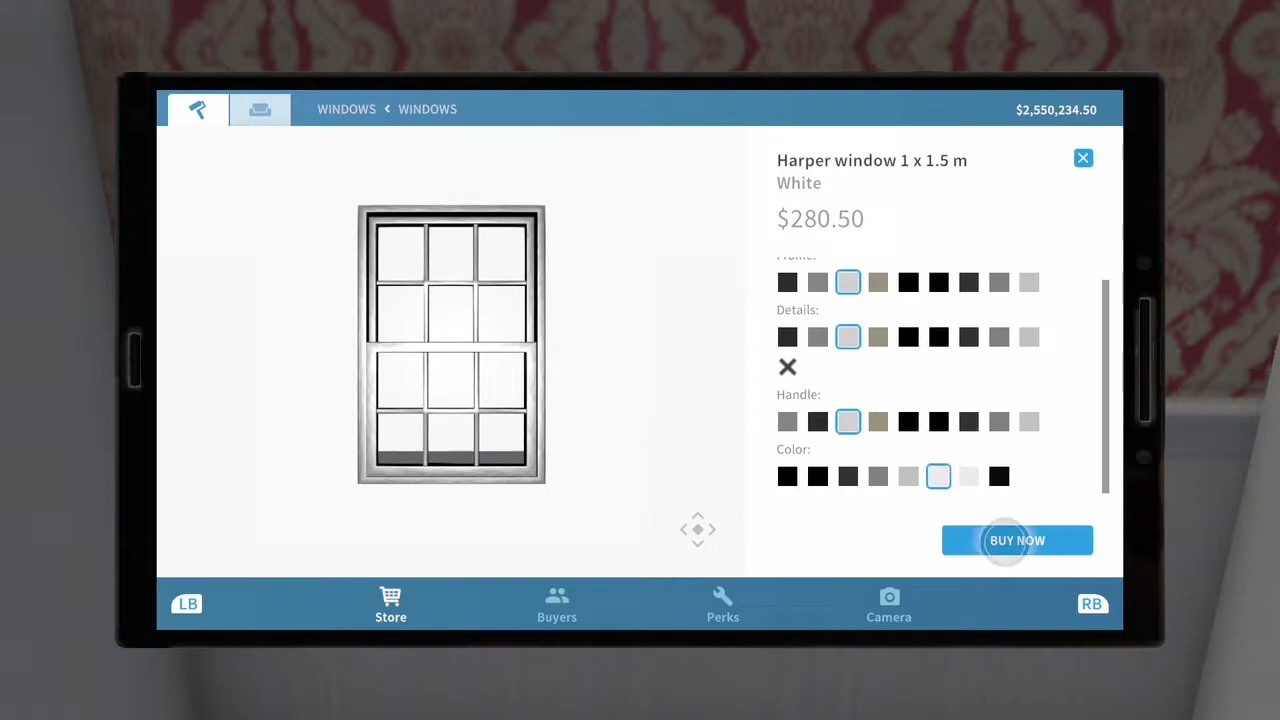 WINDOWS < WINDOWS
$2,550,234.50
Harper window 1 x 1.5 m
White
$280.50
Frame:
Details:
Handle:
Color:
BUY NOW
LB
Store
Buyers
Perks
Camera
RB